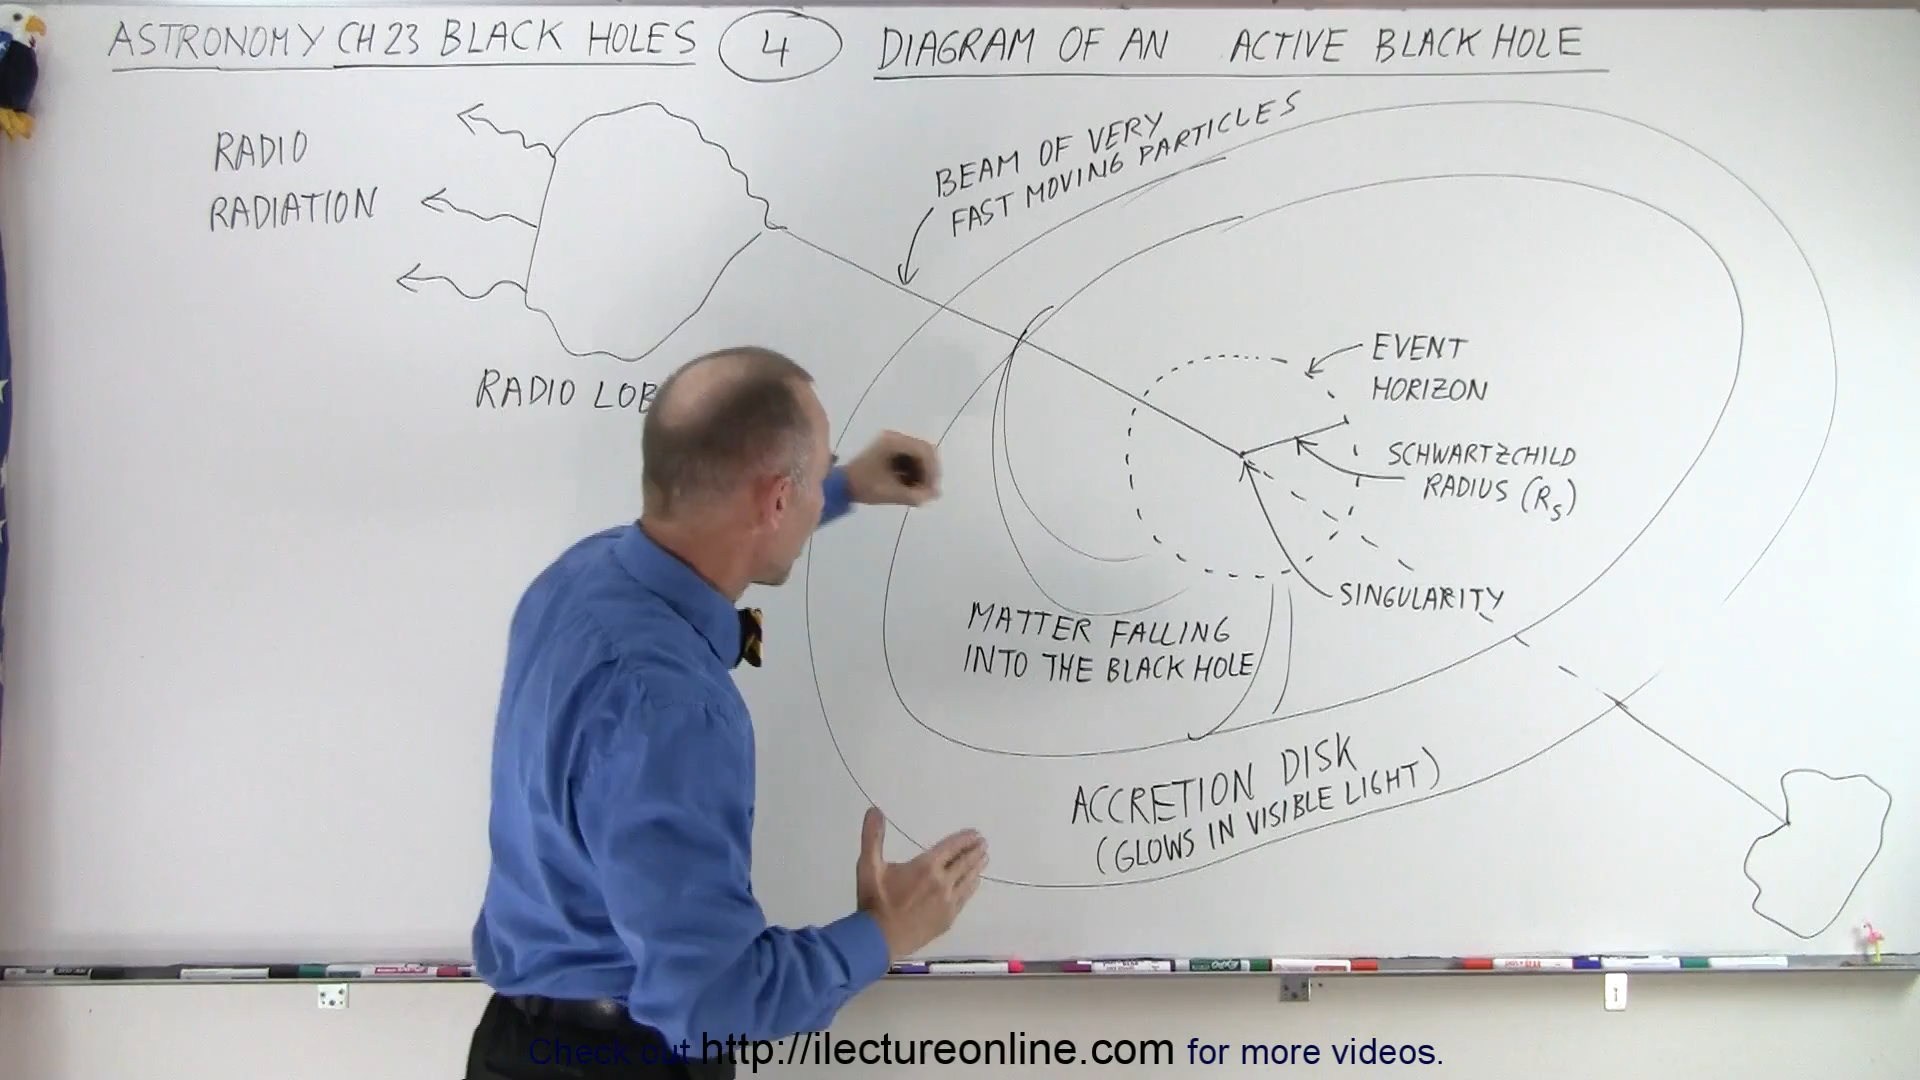 ASTRONOMY CH 23 BLACK HOLES 4 DIAGRAM OF AN ACTIVE BLACK HOLE
RADIO
RADIATION
BEAM OF VERY
FAST MOVING PARTICLES
RADIO
EVENT
HORIZON
SCHWARTZCHILD
RADIUS (Rs)
SINGULARITY
MATTER FALLING
INTO THE BLACK HOLE
ACCRETION DISK
(GLOWS IN VISIBLE LIGHT)
Check out http://ilectureonline.com for more videos.